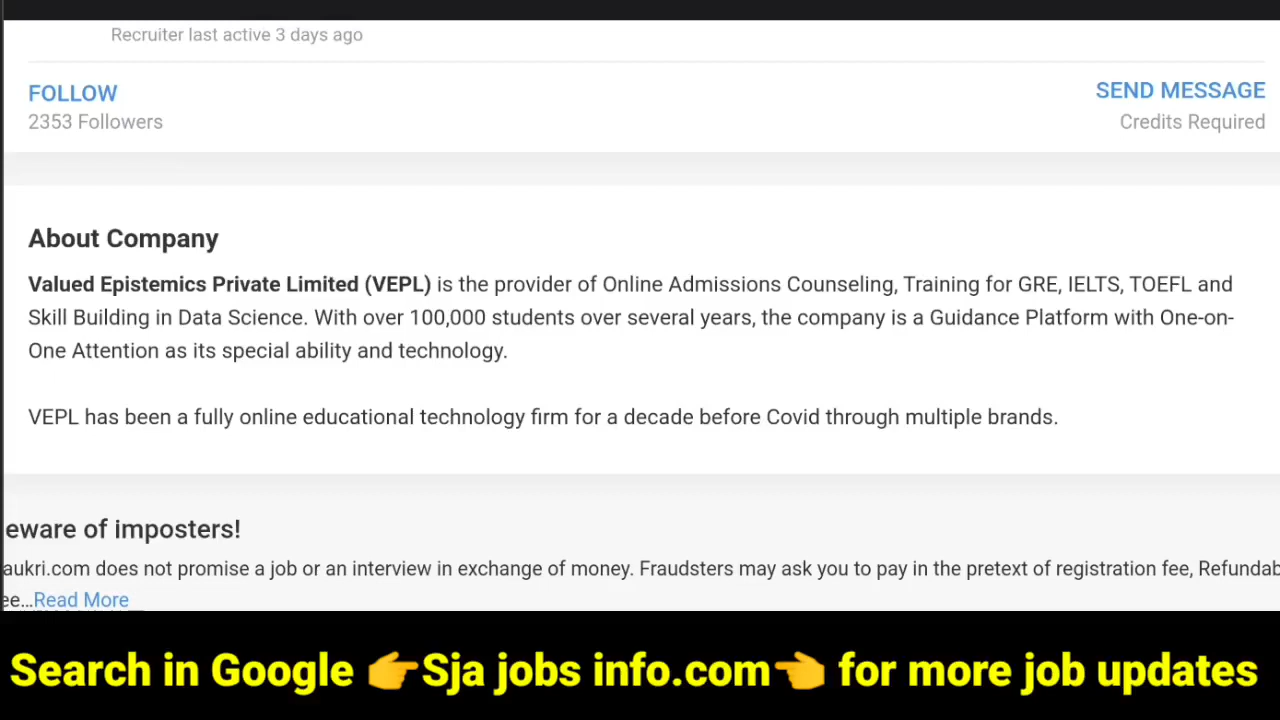 Recruiter last active 3 days ago
FOLLOW
SEND MESSAGE
2353 Followers
Credits Required
About Company
Valued Epistemics Private Limited (VEPL) is the provider of Online Admissions Counseling, Training for GRE, IELTS, TOEFL and
Skill Building in Data Science. With over 100,000 students over several years, the company is a Guidance Platform with One-on-
One Attention as its special ability and technology.
VEPL has been a fully online educational technology firm for a decade before Covid through multiple brands.
eware of imposters!
aukri.com does not promise a job or an interview in exchange of money. Fraudsters may ask you to pay in the pretext of registration fee, Refundab
ee...Read More
Search in Google 👉Sja jobs info.com👈 for more job updates